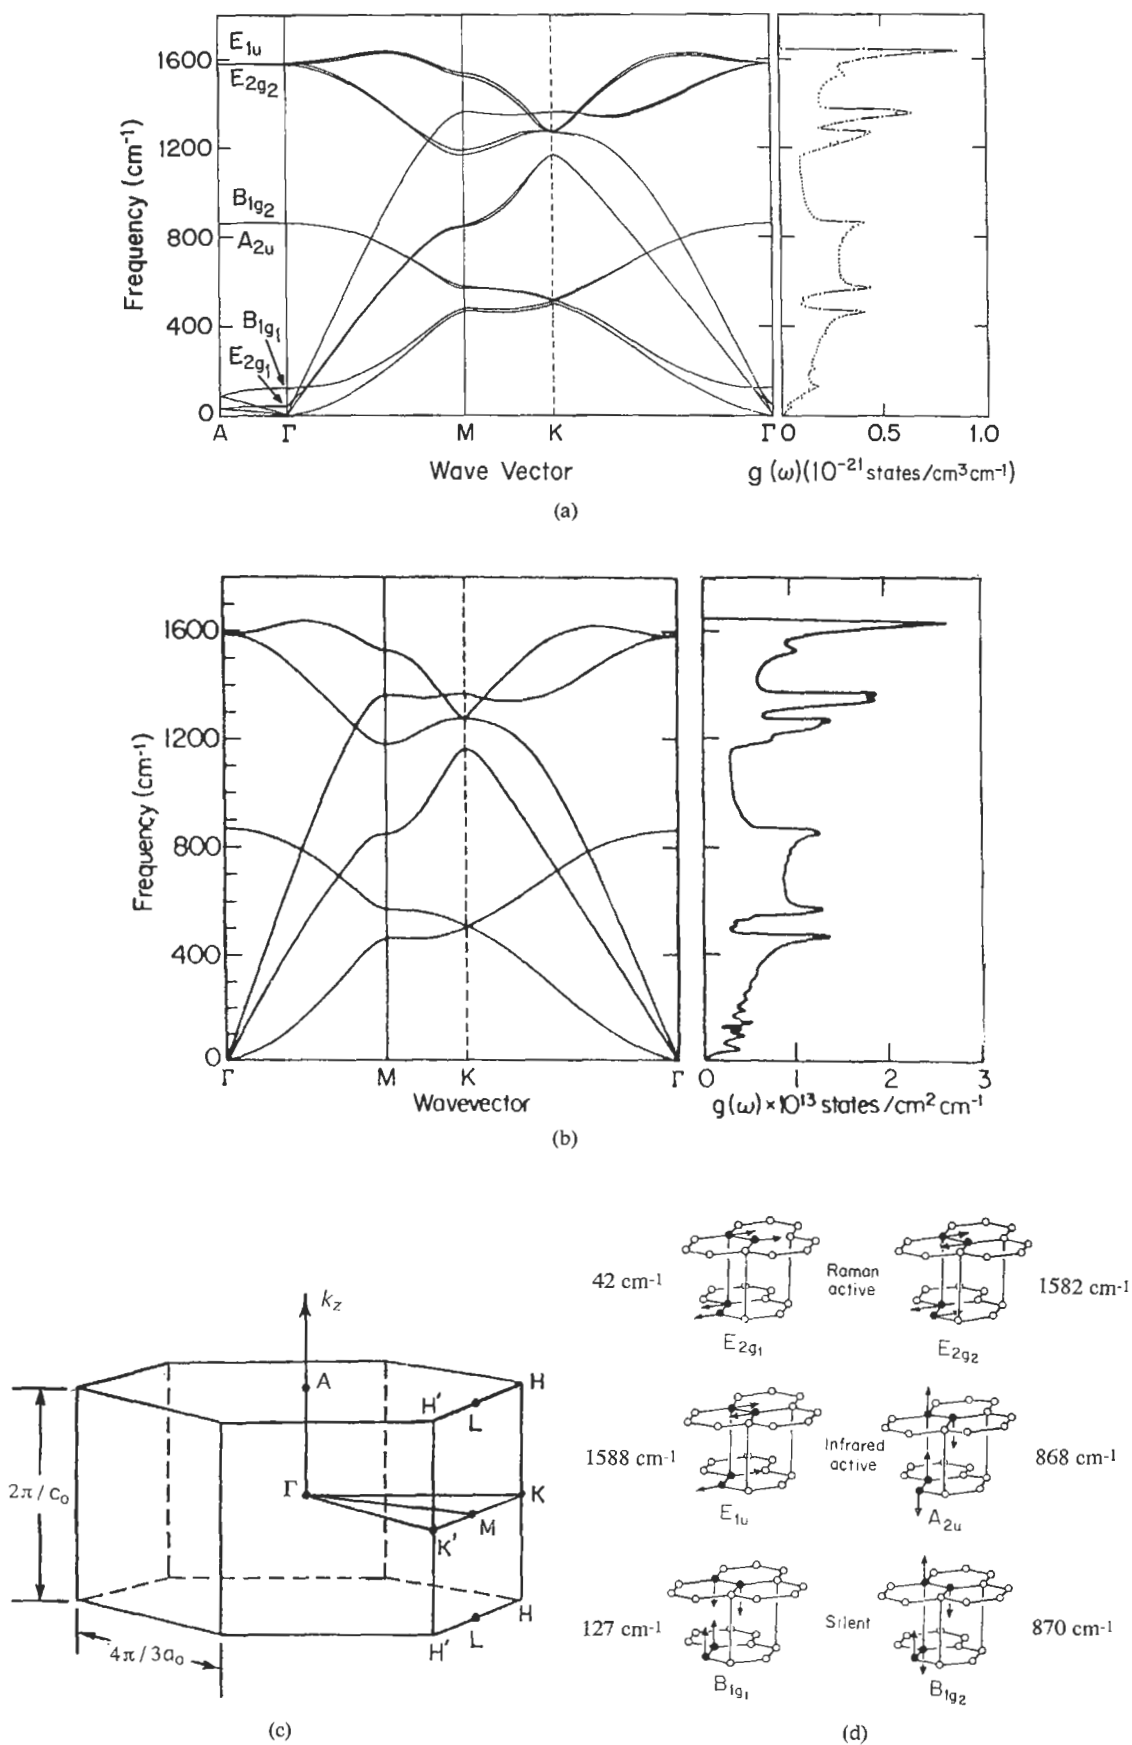 E1u
1600
E2g2
1200
B1g2
800
A2u
B1g1
400
E2g1
0
Frequency (cm-1)
A Γ M K Γ 0 0.5 1.0
Wave Vector
g (ω)(10-21 states/cm3cm-1)
(a)
1600
1200
800
400
0
Frequency (cm-1)
Γ M K Γ 0 1 2 3
Wavevector
g(ω)×1013 states/cm2 cm-1
(b)
kz
A
H
H'
L
2π/c0
Γ
K
M
K'
H
L
H'
4π/3a0
(c)
42 cm-1
Raman
active
1582 cm-1
E2g1
E2g2
1588 cm-1
Infrared
active
868 cm-1
E1u
A2u
127 cm-1
Silent
870 cm-1
B1g1
B1g2
(d)